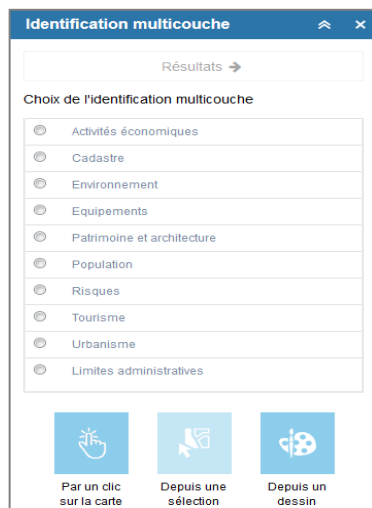 Identification multicouche
Résultats
Choix de l'identification multicouche
Activités économiques
Cadastre
Environnement
Equipements
Patrimoine et architecture
Population
Risques
Tourisme
Urbanisme
Limites administratives
Par un clic
sur la carte
Depuis une
sélection
Depuis un
dessin